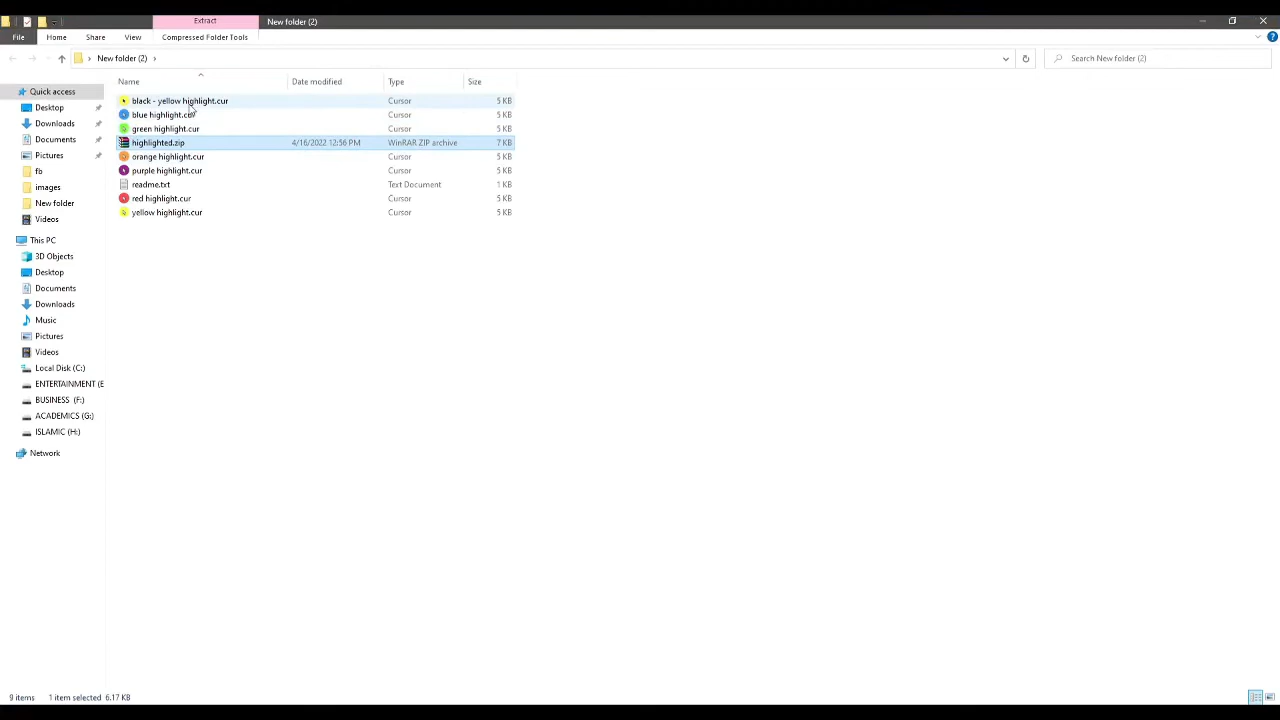 Extract
New folder (2)
File
Home
Share
View
Compressed Folder Tools
New folder (2)
Search New folder (2)
Name
Date modified
Type
Size
Quick access
Desktop
Downloads
Documents
Pictures
fb
images
New folder
Videos
This PC
3D Objects
Desktop
Documents
Downloads
Music
Pictures
Videos
Local Disk (C:)
ENTERTAINMENT (E
BUSINESS (F:)
ACADEMICS (G:)
ISLAMIC (H:)
Network
black - yellow highlight.cur Cursor 5 KB
blue highlight.cur Cursor 5 KB
green highlight.cur Cursor 5 KB
highlighted.zip 4/16/2022 12:56 PM WinRAR ZIP archive 7 KB
orange highlight.cur Cursor 5 KB
purple highlight.cur Cursor 5 KB
readme.txt Text Document 1 KB
red highlight.cur Cursor 5 KB
yellow highlight.cur Cursor 5 KB
9 items 1 item selected 6.17 KB